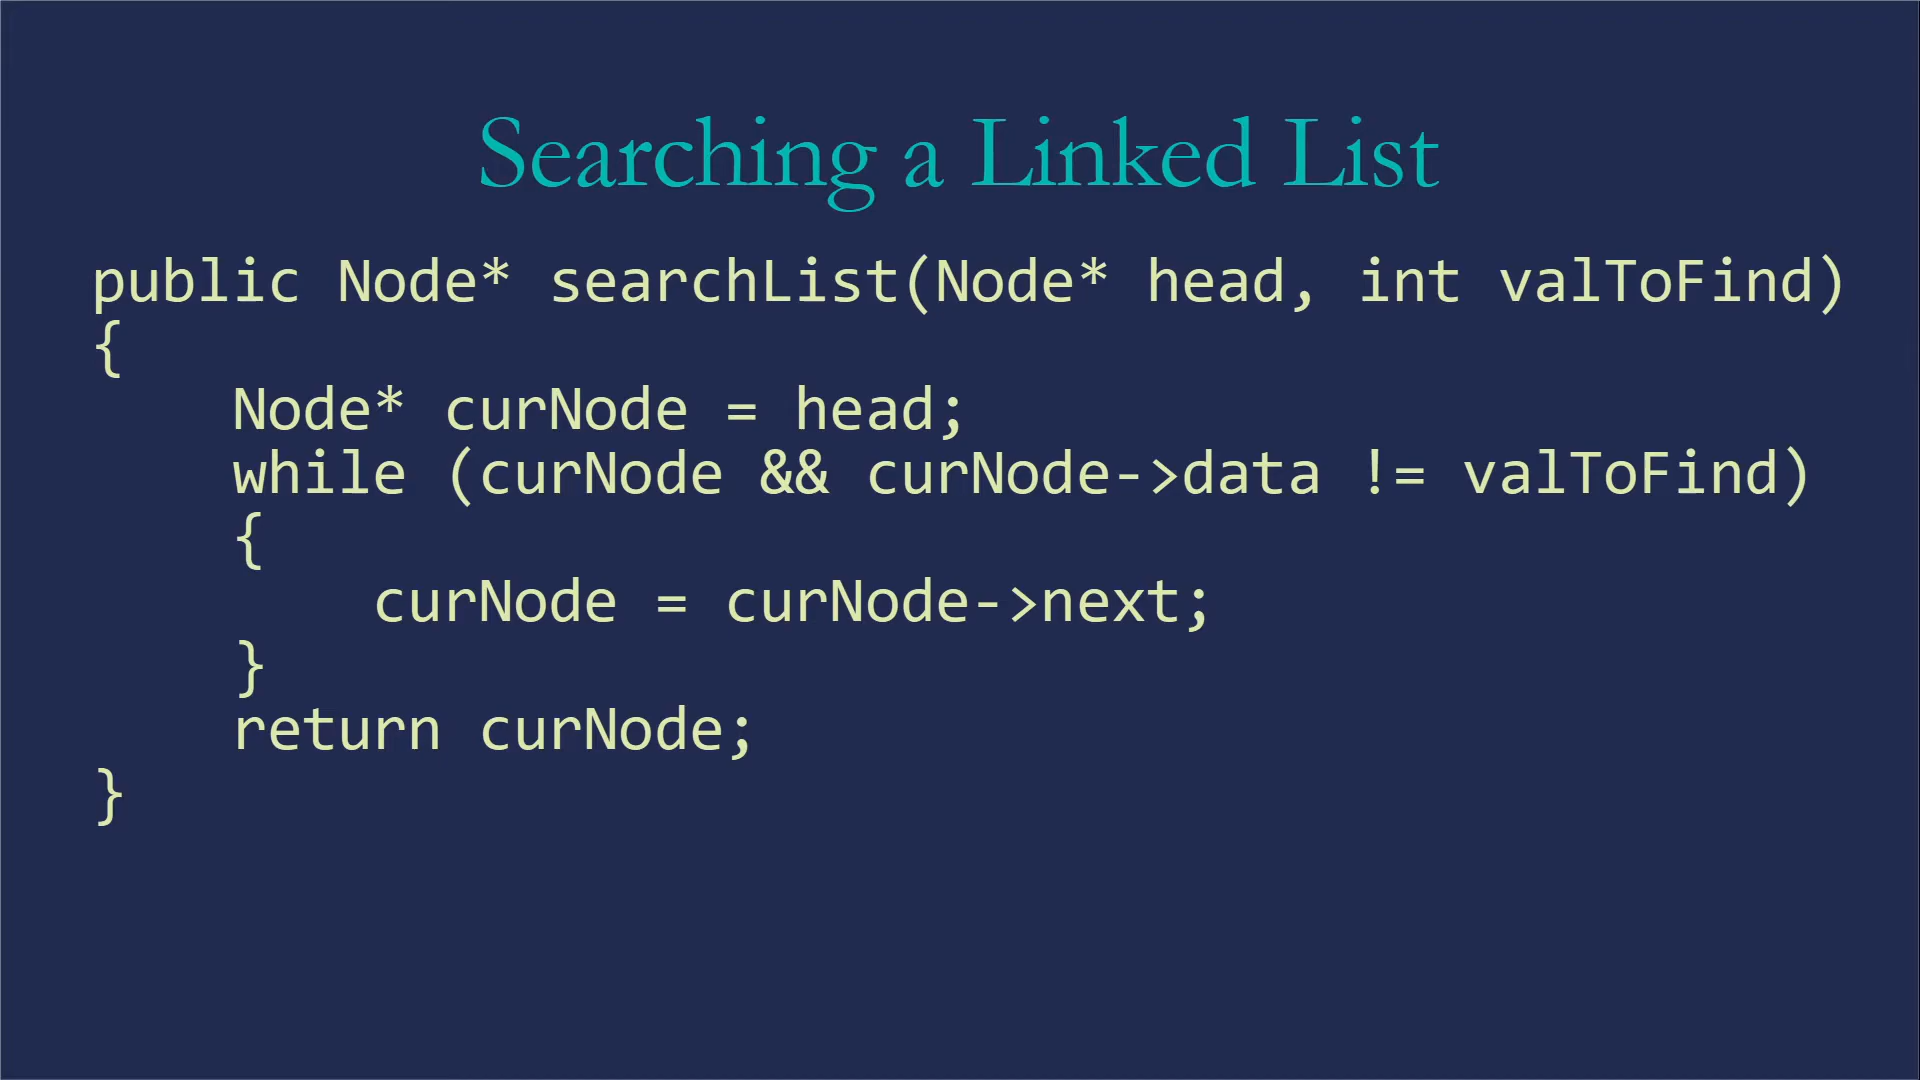 Searching a Linked List
public Node* searchList(Node* head, int valToFind)
{
    Node* curNode = head;
    while (curNode && curNode->data != valToFind)
    {
        curNode = curNode->next;
    }
    return curNode;
}